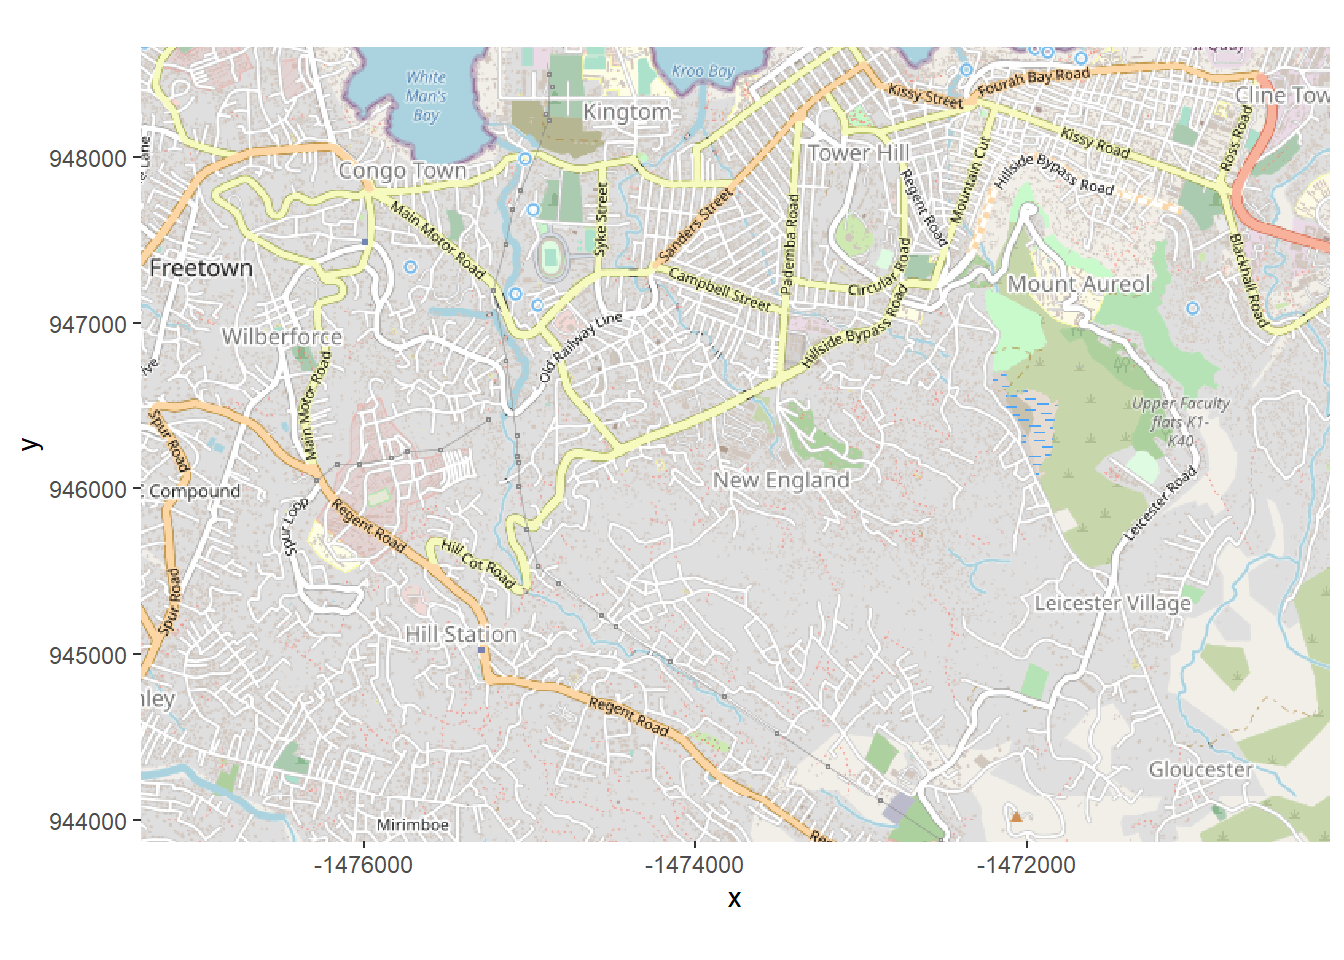 White
Man's
Bay
Kroo Bay
Kissy Street
Fourah Bay Road
Cline Tow
Kingtom
Kissy Road
Ross Road
Tower Hill
Mountain Cut
Hillside Bypass Road
e Lane
948000
Congo Town
Regent Road
Main Motor Road
Syke Street
Sanders Street
Pademba Road
Freetown
Campbell Street
Circular Road
Mount Aureol
Blackhall Road
947000
Wilberforce
Old Railway Line
Hillside Bypass Road
rve
Main Motor Road
Upper Faculty
flats K1-
K40
Spur Road
946000
Compound
New England
Leicester Road
Spur Loop
Regent Road
Hill Cot Road
Spur Road
Leicester Village
Hill Station
945000
nley
Regent Road
Gloucester
944000
Mirimboe
Re
-1476000
-1474000
-1472000
x
y